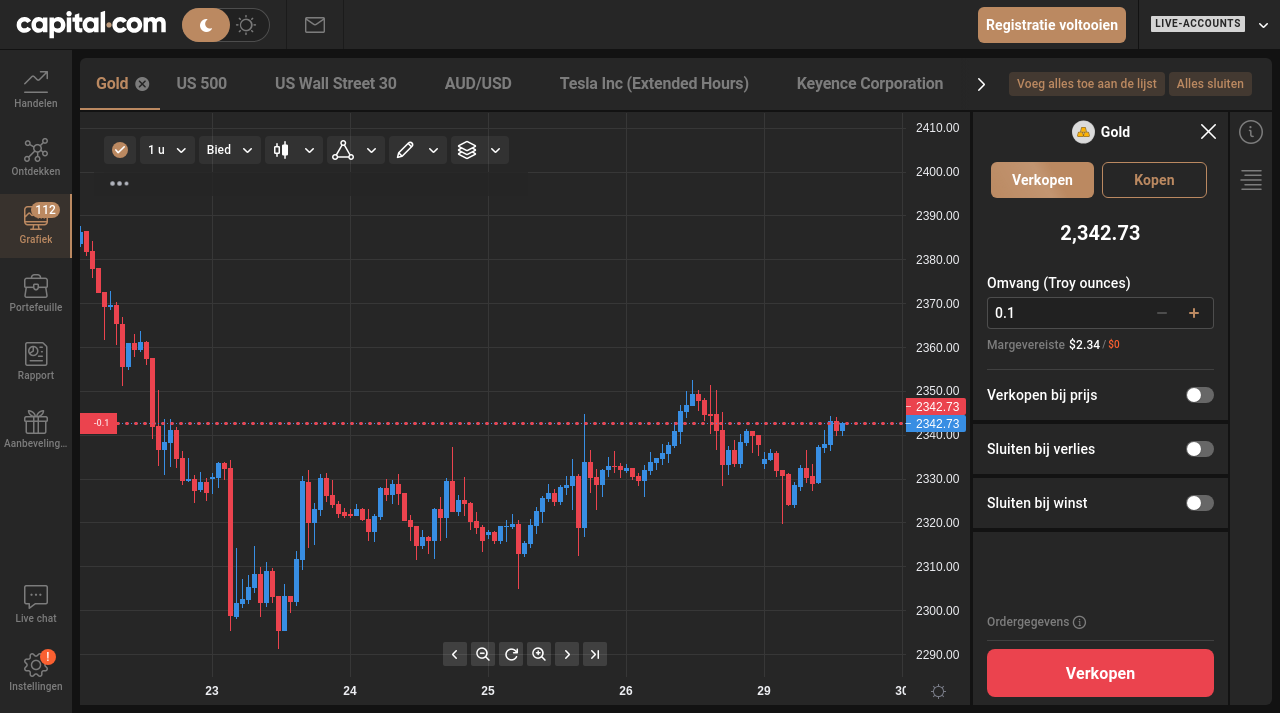 capital.com
Registratie voltooien
LIVE-ACCOUNTS
Handelen
Ontdekken
112
Grafiek
Portefeuille
Rapport
Aanbeveling...
Live chat
!
Instellingen
Gold
US 500
US Wall Street 30
AUD/USD
Tesla Inc (Extended Hours)
Keyence Corporation
Voeg alles toe aan de lijst
Alles sluiten
1 u
Bied
2410.00
2400.00
2390.00
2380.00
2370.00
2360.00
2350.00
2342.73
2342.73
2340.00
2330.00
2320.00
2310.00
2300.00
2290.00
-0.1
23
24
25
26
29
30
Gold
Verkopen
Kopen
2,342.73
Omvang (Troy ounces)
0.1
Margevereiste $2.34 / $0
Verkopen bij prijs
Sluiten bij verlies
Sluiten bij winst
Ordergegevens
Verkopen